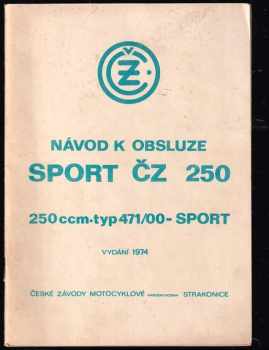 ČZ
NÁVOD K OBSLUZE
SPORT ČZ 250
250 ccm-typ 471/00- SPORT
VYDÁNÍ 1974
ČESKÉ ZÁVODY MOTOCYKLOVÉ STRAKONICE